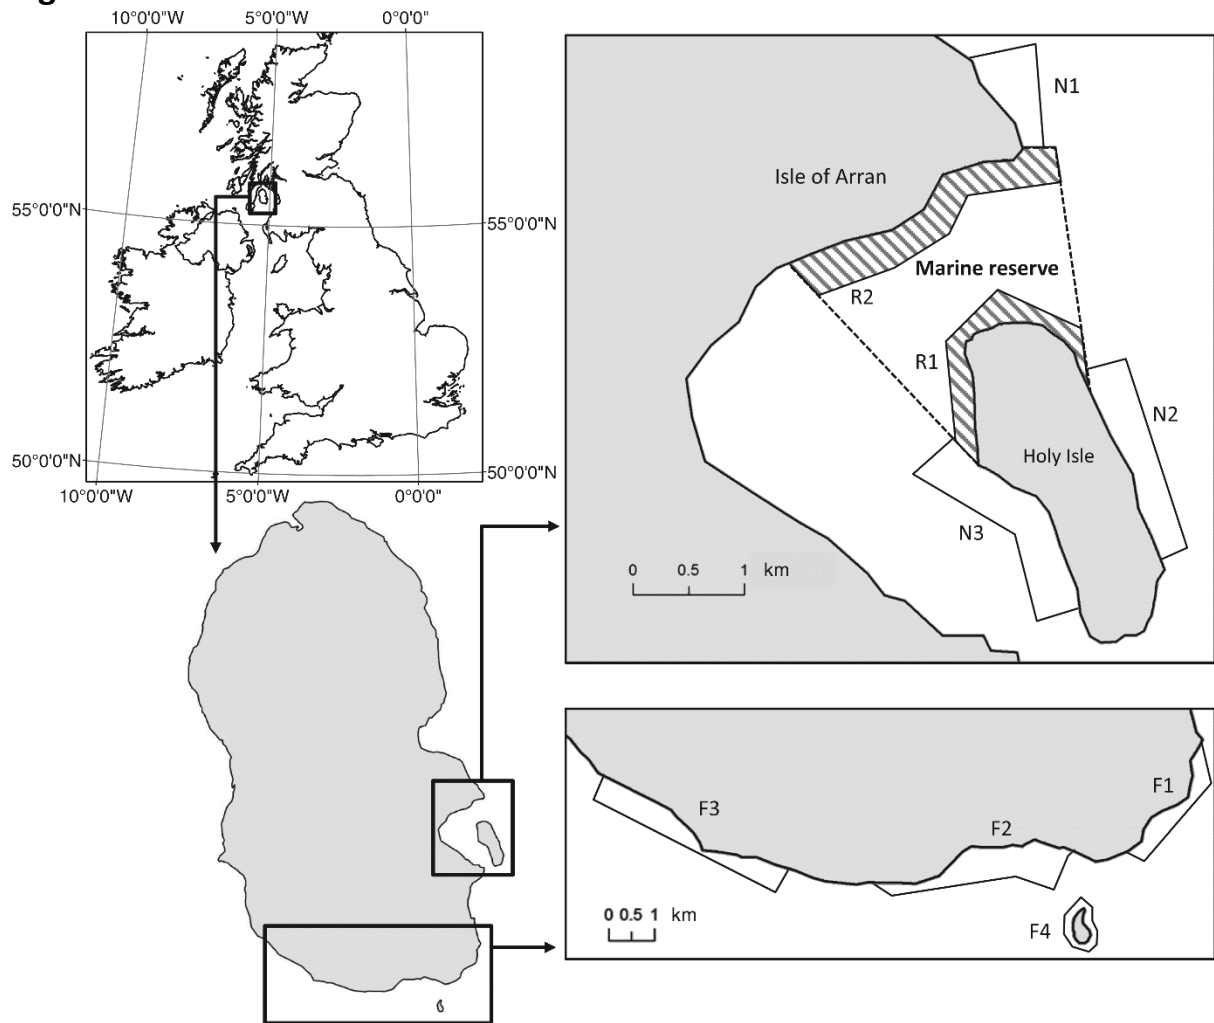 g
10°0'0"W 5°0'0"W 0°0'0"
55°0'0"N
55°0'0"N
50°0'0"N
50°0'0"N
10°0'0"W 5°0'0"W 0°0'0"
N1
Isle of Arran
Marine reserve
R2
R1
N2
Holy Isle
N3
0 0.5 1 km
F1
F3
F2
0 0.5 1 km
F4